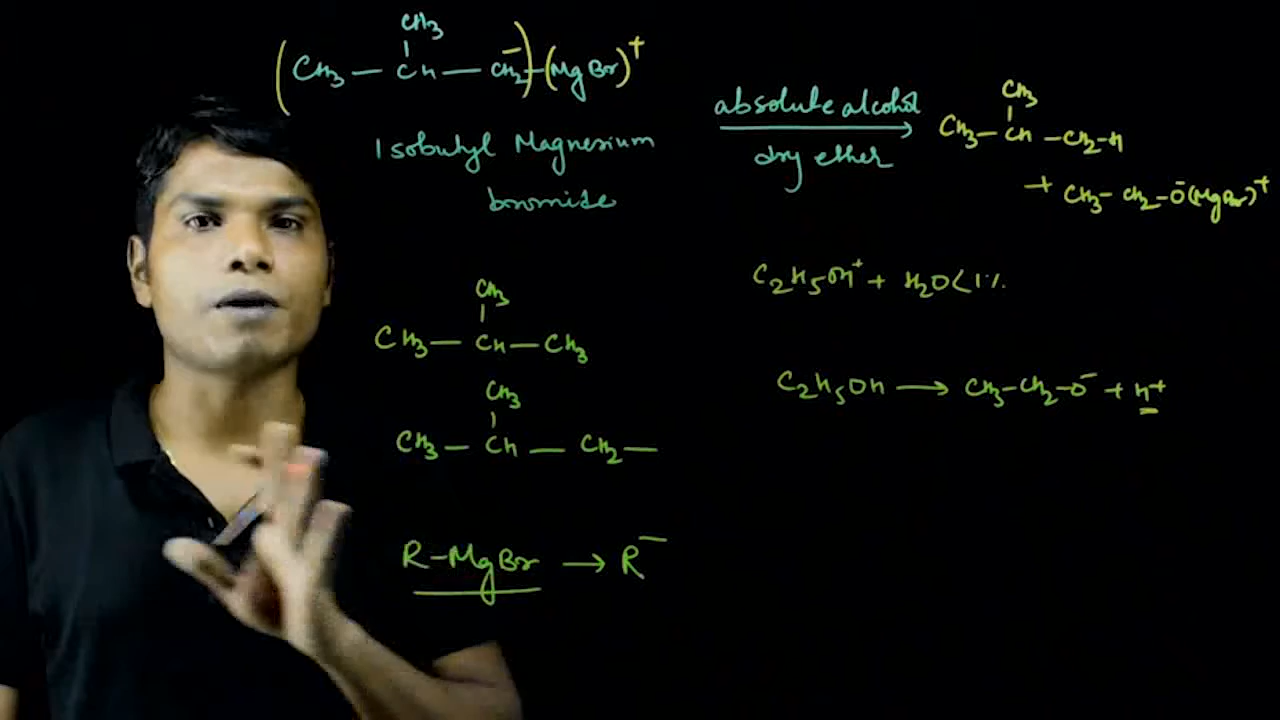 CH3
(CH3 — CH — CH2⁻)—(MgBr)⁺
Isobutyl Magnesium
bromide
absolute alcohol
dry ether
CH3
CH3— CH — CH2–H
+ CH3– CH2–O⁻(MgBr)⁺
C2H5OH⁺ + H2O < 1%
CH3
CH3— CH — CH3
C2H5OH ⟶ CH3–CH2–O⁻ + H⁺
CH3
CH3— CH — CH2—
R–MgBr → R⁻